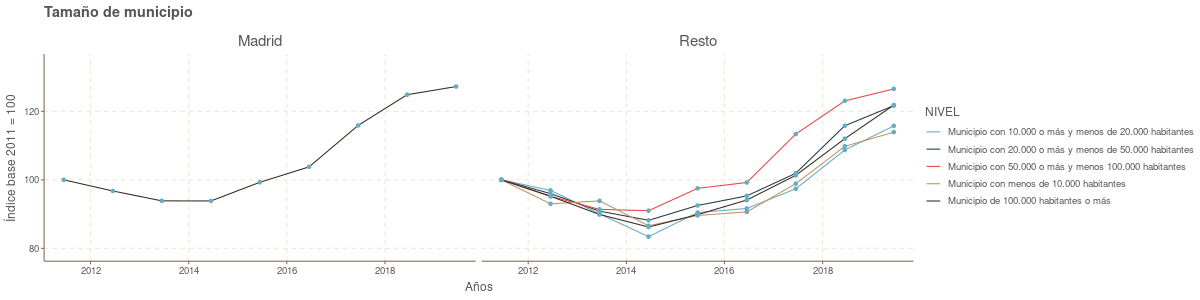 Tamaño de municipio
Madrid
Resto
Índince base 2011 = 100
120
100
80
2012
2014
2016
2018
2012
2014
2016
2018
Años
NIVEL
Municipio con 10.000 o más y menos de 20.000 habitantes
Municipio con 20.000 o más y menos de 50.000 habitantes
Municipio con 50.000 o más y menos 100.000 habitantes
Municipio con menos de 10.000 habitantes
Municipio de 100.000 habitantes o más